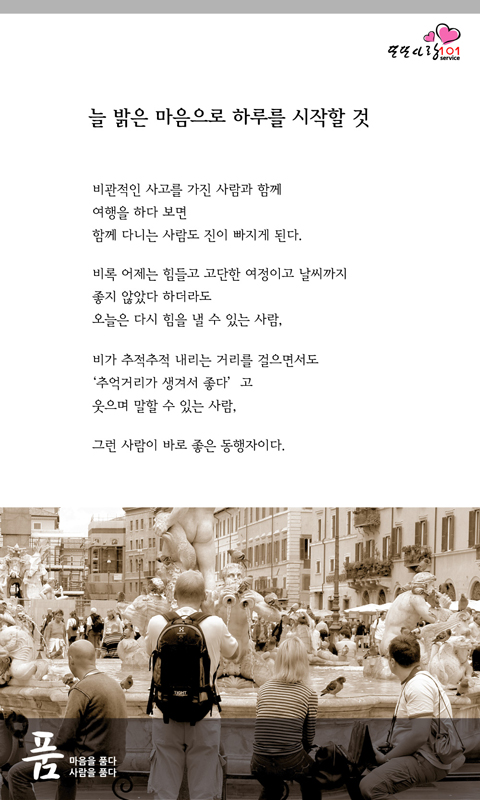 또또사랑101
service
늘 밝은 마음으로 하루를 시작할 것
비관적인 사고를 가진 사람과 함께
여행을 하다 보면
함께 다니는 사람도 진이 빠지게 된다.
비록 어제는 힘들고 고단한 여정이고 날씨까지
좋지 않았다 하더라도
오늘은 다시 힘을 낼 수 있는 사람,
비가 추적추적 내리는 거리를 걸으면서도
‘추억거리가 생겨서 좋다’ 고
웃으며 말할 수 있는 사람,
그런 사람이 바로 좋은 동행자이다.
TIGHT
품
마음을 품다
사람을 품다